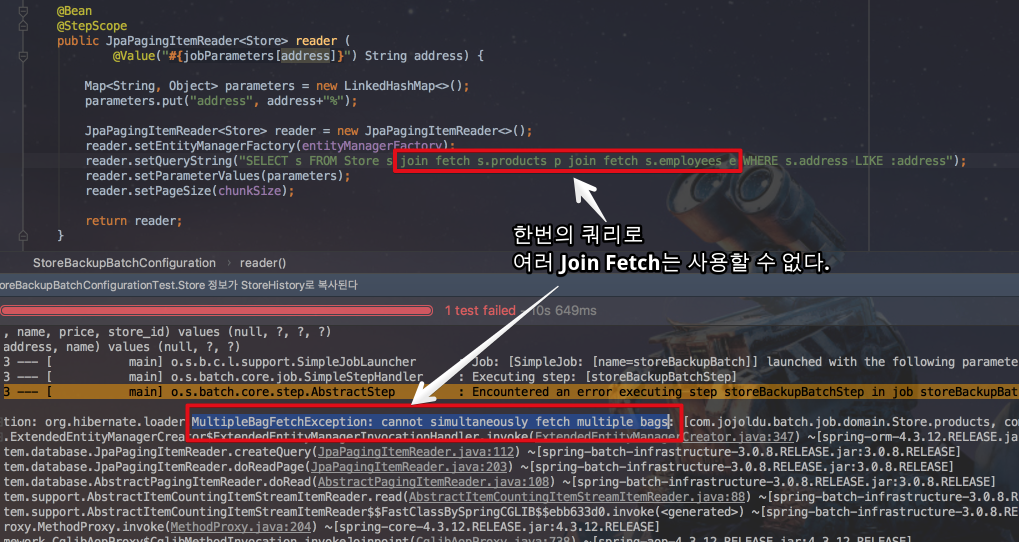 @Bean
@StepScope
public JpaPagingItemReader<Store> reader (
@Value("#{jobParameters[address]}") String address) {
Map<String, Object> parameters = new LinkedHashMap<>();
parameters.put("address", address+"%");
JpaPagingItemReader<Store> reader = new JpaPagingItemReader<>();
reader.setEntityManagerFactory(entityManagerFactory);
reader.setQueryString("SELECT s FROM Store s join fetch s.products p join fetch s.employees e WHERE s.address LIKE :address");
reader.setParameterValues(parameters);
reader.setPageSize(chunkSize);
return reader;
}
한번의 쿼리로
여러 Join Fetch는 사용할 수 없다.
StoreBackupBatchConfiguration › reader()
oreBackupBatchConfigurationTest.Store 정보가 StoreHistory로 복사된다
1 test failed - 10s 649ms
, name, price, store_id) values (null, ?, ?, ?)
address, name) values (null, ?, ?)
3 --- [ main] o.s.b.c.l.support.SimpleJobLauncher : Job: [SimpleJob: [name=storeBackupBatch]] launched with the following paramete
3 --- [ main] o.s.batch.core.job.SimpleStepHandler : Executing step: [storeBackupBatchStep]
3 --- [ main] o.s.batch.core.step.AbstractStep : Encountered an error executing step storeBackupBatchStep in job storeBackupBat
tion: org.hibernate.loader.MultipleBagFetchException: cannot simultaneously fetch multiple bags: [com.jojoldu.batch.job.domain.Store.products, co
.ExtendedEntityManagerCreator$ExtendedEntityManagerInvocationHandler.invoke(ExtendedEntityManagerCreator.java:347) ~[spring-orm-4.3.12.RELEASE.ja
tem.database.JpaPagingItemReader.createQuery(JpaPagingItemReader.java:112) ~[spring-batch-infrastructure-3.0.8.RELEASE.jar:3.0.8.RELEASE]
tem.database.JpaPagingItemReader.doReadPage(JpaPagingItemReader.java:203) ~[spring-batch-infrastructure-3.0.8.RELEASE.jar:3.0.8.RELEASE]
tem.database.AbstractPagingItemReader.doRead(AbstractPagingItemReader.java:108) ~[spring-batch-infrastructure-3.0.8.RELEASE.jar:3.0.8.RELEASE]
tem.support.AbstractItemCountingItemStreamItemReader.read(AbstractItemCountingItemStreamItemReader.java:88) ~[spring-batch-infrastructure-3.0.8.RE
tem.support.AbstractItemCountingItemStreamItemReader$$FastClassBySpringCGLIB$$ebb633d0.invoke(<generated>) ~[spring-batch-infrastructure-3.0.8.RE
roxy.MethodProxy.invoke(MethodProxy.java:204) ~[spring-core-4.3.12.RELEASE.jar:4.3.12.RELEASE]